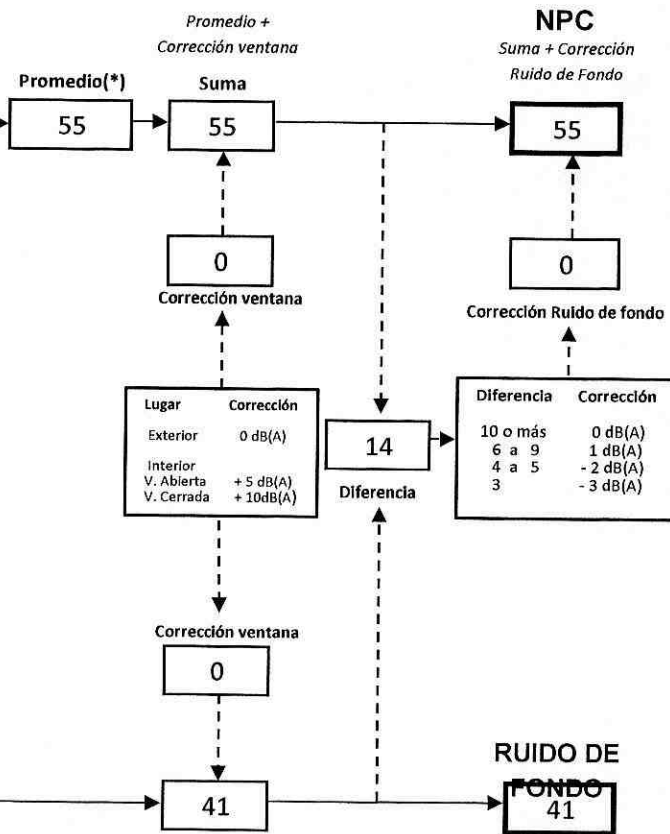 Promedio +
Corrección ventana
NPC
Suma + Corrección
Ruido de Fondo
Promedio(*)
Suma
55
55
55
0
0
Corrección ventana
Corrección Ruido de fondo
Lugar Corrección
Exterior 0 dB(A)
Interior
V. Abierta + 5 dB(A)
V. Cerrada + 10dB(A)
14
Diferencia
Diferencia Corrección
10 o más 0 dB(A)
6 a 9 1 dB(A)
4 a 5 - 2 dB(A)
3 - 3 dB(A)
Corrección ventana
0
RUIDO DE
FONDO
41
41